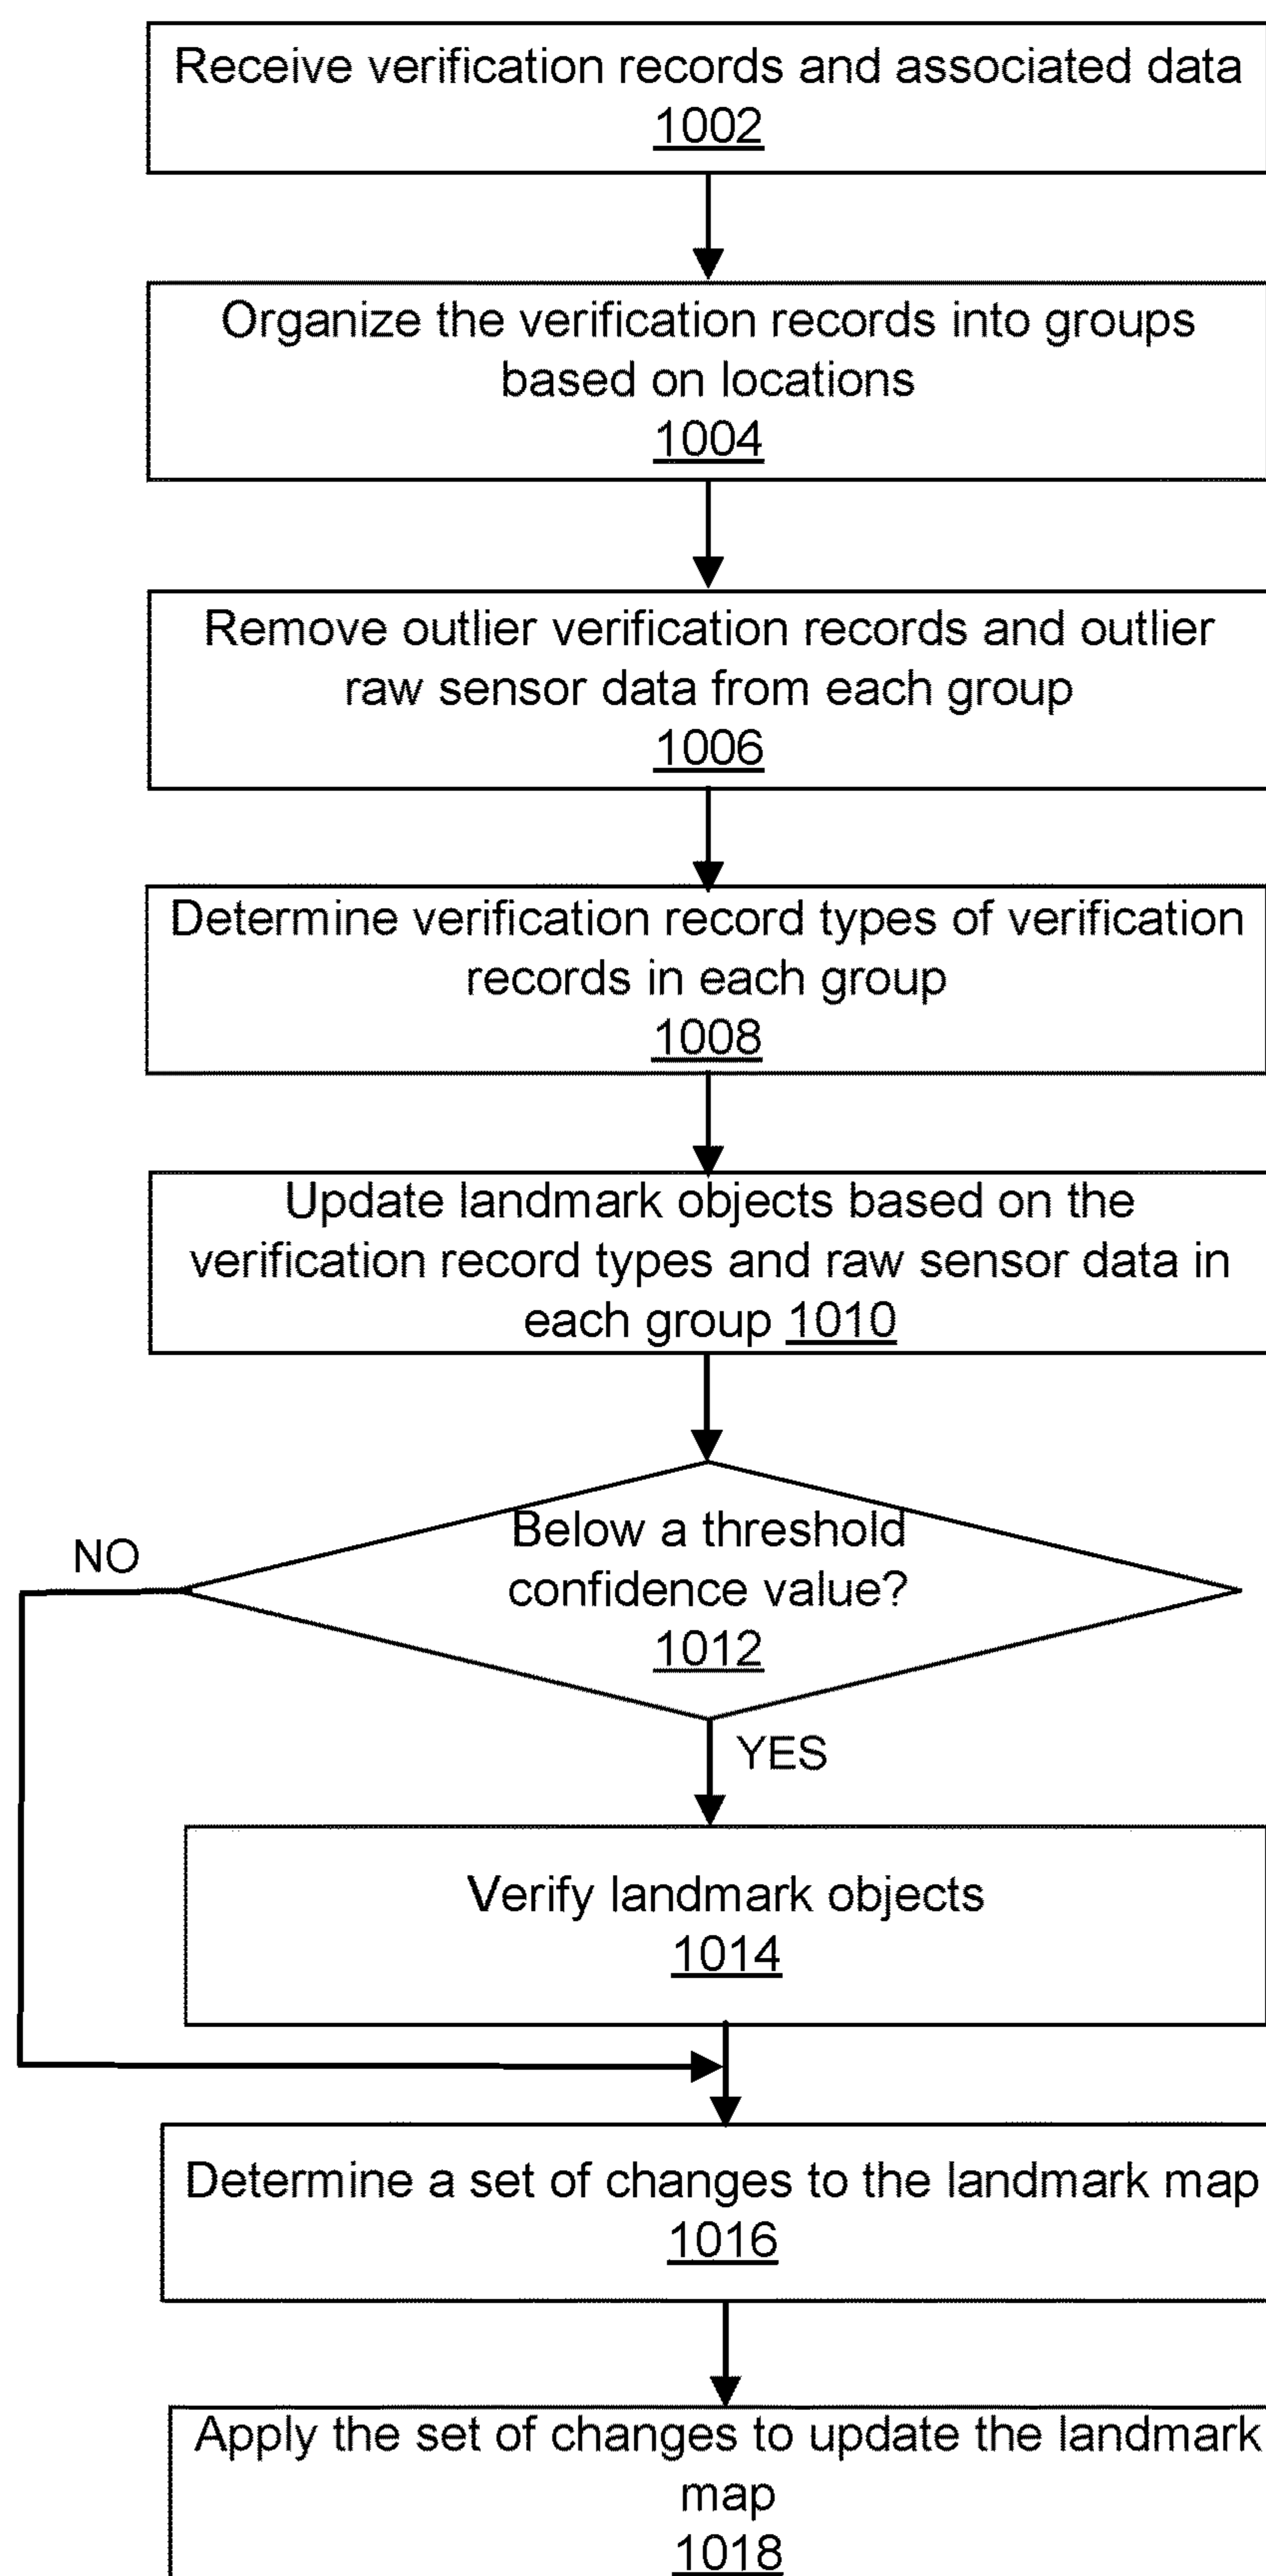 Receive verification records and associated data
1002
Organize the verification records into groups
based on locations
1004
Remove outlier verification records and outlier
raw sensor data from each group
1006
Determine verification record types of verification
records in each group
1008
Update landmark objects based on the
verification record types and raw sensor data in
each group 1010
Below a threshold
confidence value?
1012
NO
YES
Verify landmark objects
1014
Determine a set of changes to the landmark map
1016
Apply the set of changes to update the landmark
map
1018